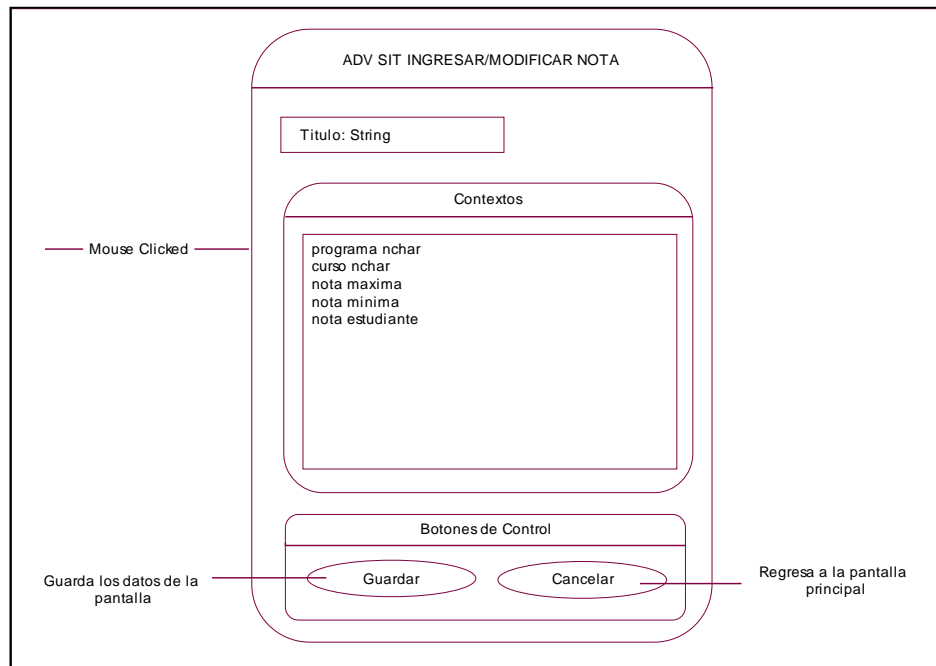 ADV SIT INGRESAR/MODIFICAR NOTA
Titulo: String
Contextos
Mouse Clicked
programa nchar
curso nchar
nota maxima
nota minima
nota estudiante
Botones de Control
Guarda los datos de la
pantalla
Guardar
Cancelar
Regresa a la pantalla
principal